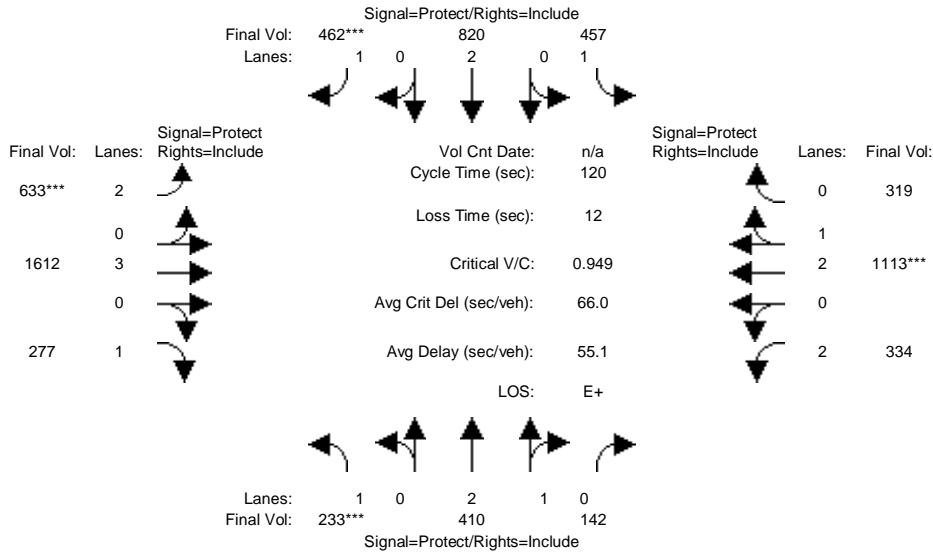 Signal=Protect/Rights=Include
Final Vol: 462*** 820 457
Lanes: 1 0 2 0 1
Signal=Protect
Final Vol: Lanes: Rights=Include
Vol Cnt Date: n/a
Signal=Protect
Rights=Include Lanes: Final Vol:
Cycle Time (sec): 120
633*** 2
0 319
Loss Time (sec): 12
0
1
1612 3
Critical V/C: 0.949
2 1113***
0
Avg Crit Del (sec/veh): 66.0
0
277 1
Avg Delay (sec/veh): 55.1
2 334
LOS: E+
Lanes: 1 0 2 1 0
Final Vol: 233*** 410 142
Signal=Protect/Rights=Include